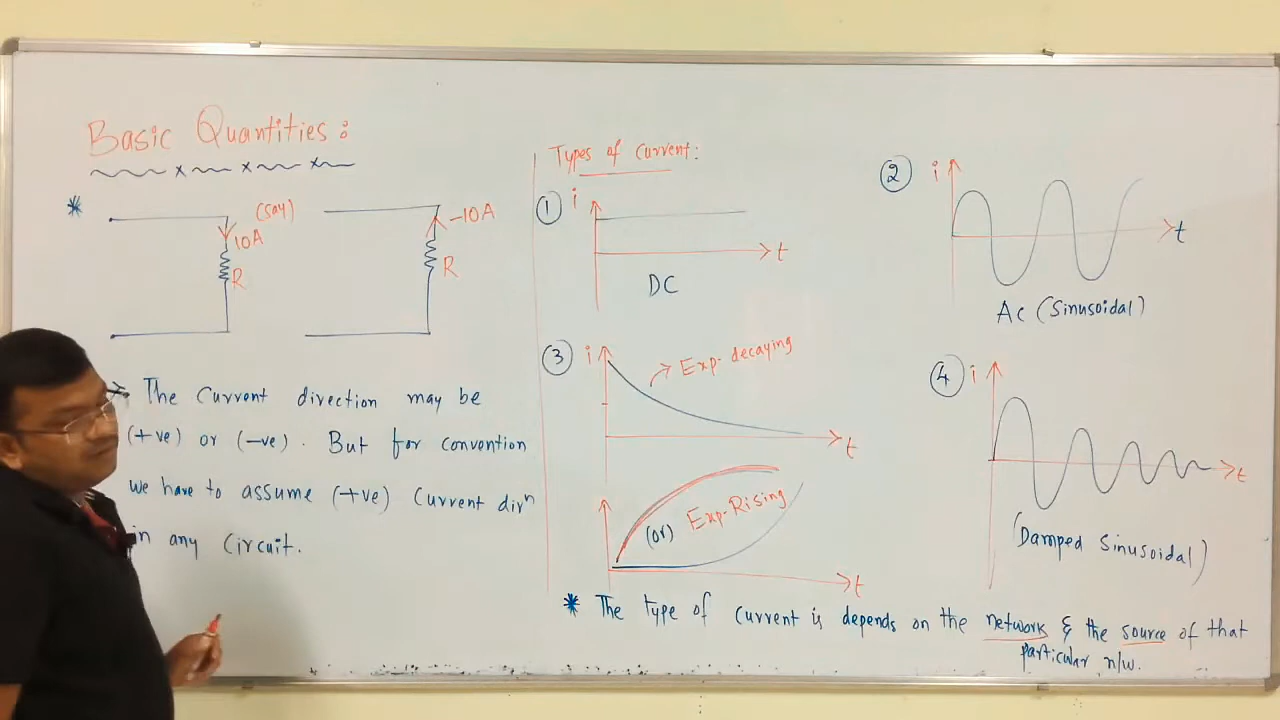 Basic Quantities:
(say)
10A
R
-10A
R
→ The Current direction may be
(+ve) or (-ve). But for convention
we have to assume (+ve) Current dirn
in any Circuit.
Types of Current:
1
i
t
DC
2
i
t
AC (Sinusoidal)
3
i
Exp- decaying
t
(or) Exp-Rising
t
4
i
t
(Damped Sinusoidal)
* The type of current is depends on the network & the source of that
particular n/w.